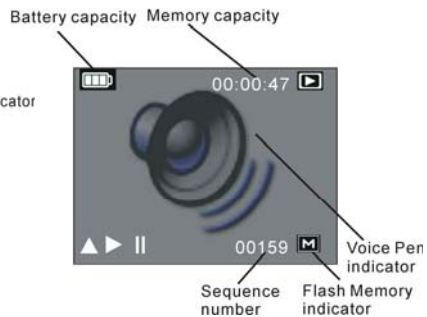 Battery capacity Memory capacity
00:00:47
cator
00159 M
Voice Pen
indicator
Sequence
number
Flash Memory
indicator